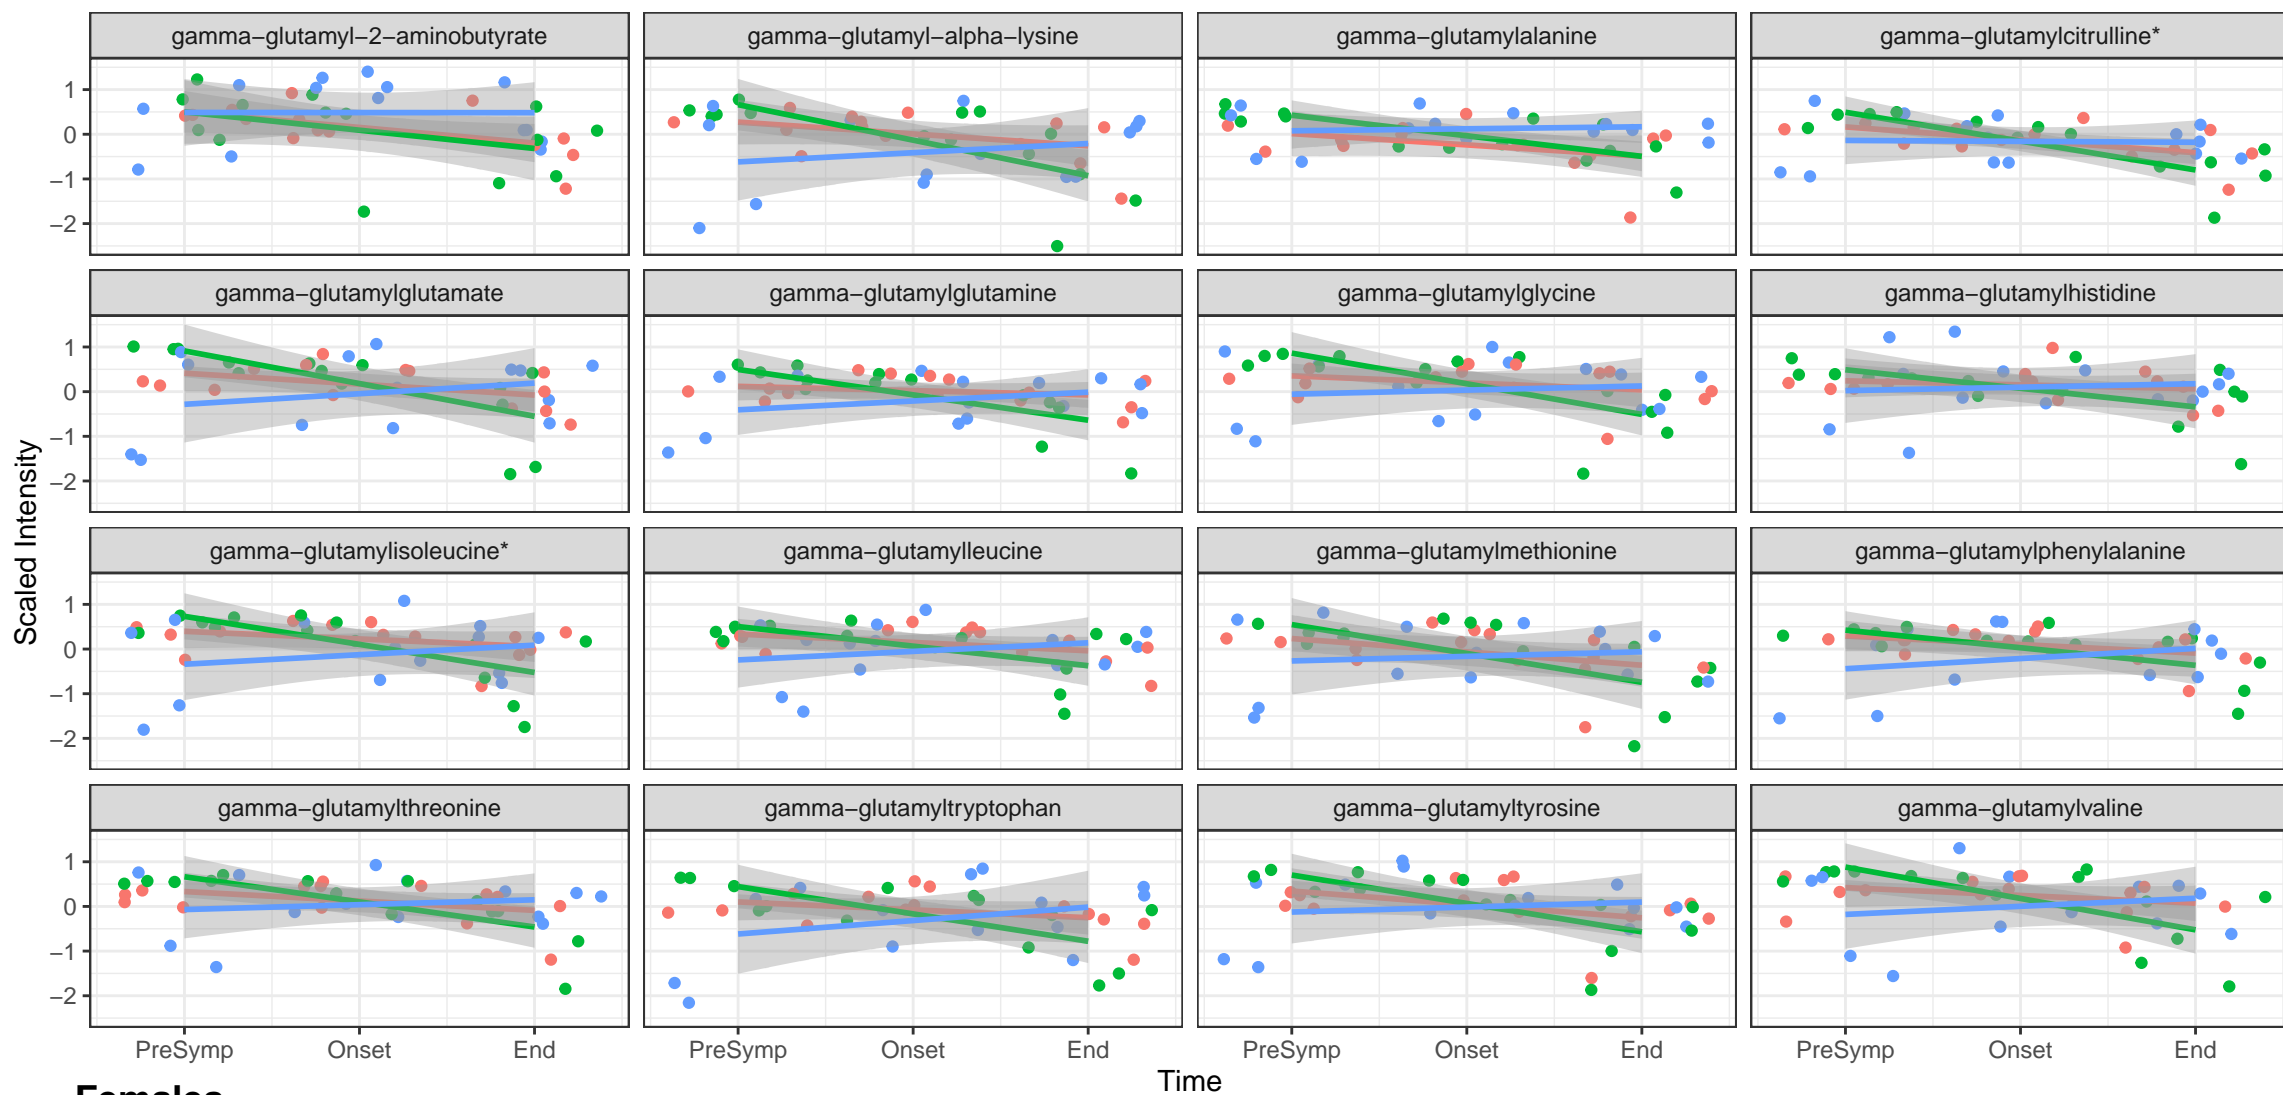 gamma−glutamyl−2−aminobutyrate
gamma−glutamyl−alpha−lysine
gamma−glutamylalanine
gamma−glutamylcitrulline*
1
0
−1
−2
gamma−glutamylglutamate
gamma−glutamylglutamine
gamma−glutamylglycine
gamma−glutamylhistidine
1
0
−1
−2
Scaled Intensity
gamma−glutamylisoleucine*
gamma−glutamylleucine
gamma−glutamylmethionine
gamma−glutamylphenylalanine
1
0
−1
−2
gamma−glutamylthreonine
gamma−glutamyltryptophan
gamma−glutamyltyrosine
gamma−glutamylvaline
1
0
−1
−2
PreSymp Onset End
PreSymp Onset End
PreSymp Onset End
PreSymp Onset End
Time
Females